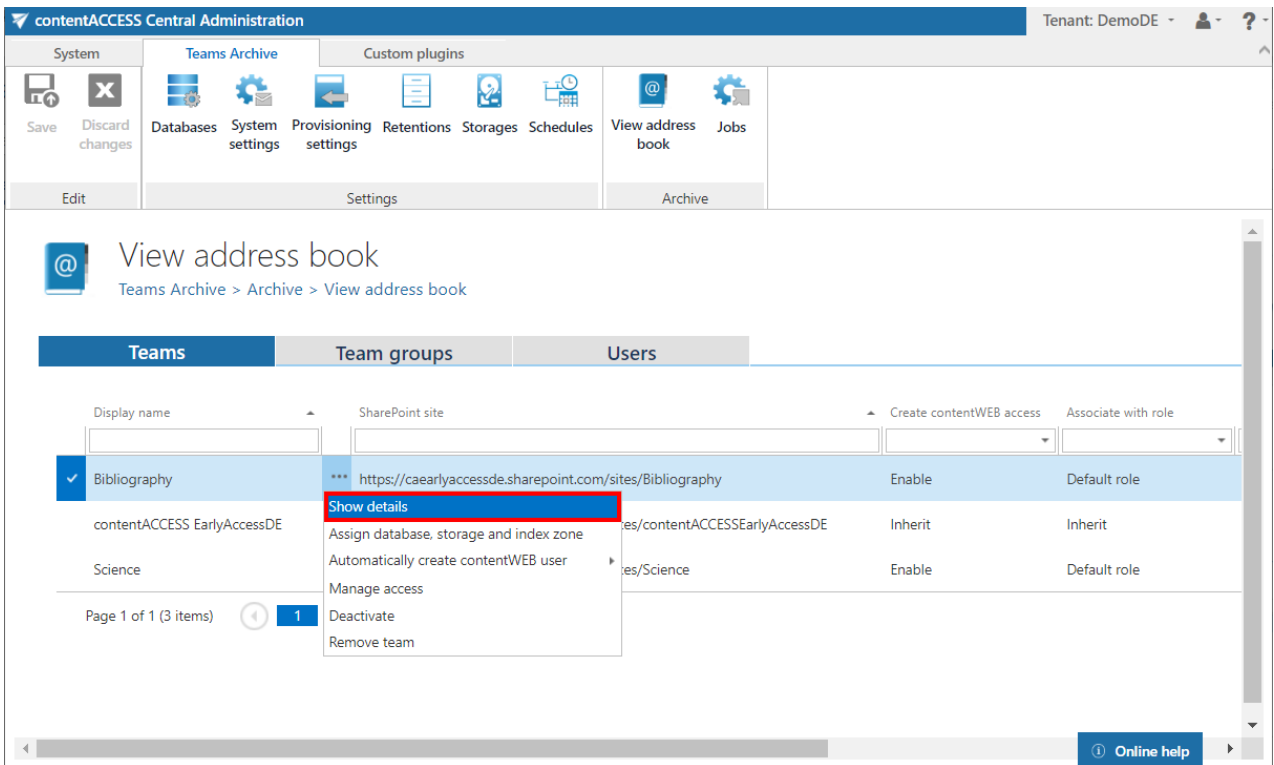 contentACCESS Central Administration
Tenant: DemoDE
?
System
Teams Archive
Custom plugins
Save
Discard
changes
Databases
System
settings
Provisioning
settings
Retentions
Storages
Schedules
@
View address
book
Jobs
Edit
Settings
Archive
@
View address book
Teams Archive > Archive > View address book
Teams
Team groups
Users
Display name
SharePoint site
Create contentWEB access
Associate with role
Bibliography
***
https://caearlyaccessde.sharepoint.com/sites/Bibliography
Enable
Default role
Show details
contentACCESS EarlyAccessDE
es/contentACCESSEarlyAccessDE
Inherit
Inherit
Assign database, storage and index zone
Automatically create contentWEB user
Science
es/Science
Enable
Default role
Manage access
Page 1 of 1 (3 items)
1
Deactivate
Remove team
Online help